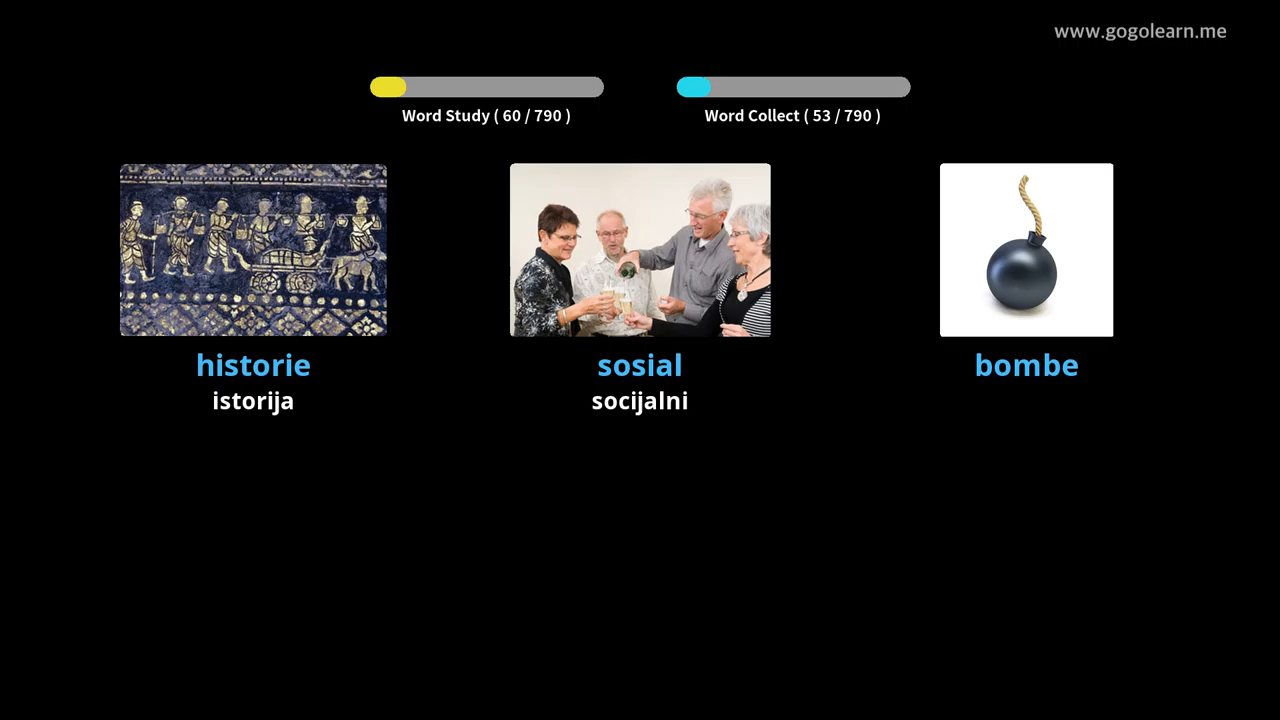 www.gogolearn.me
Word Study ( 60 / 790 )
Word Collect ( 53 / 790 )
historie
istorija
sosial
socijalni
bombe